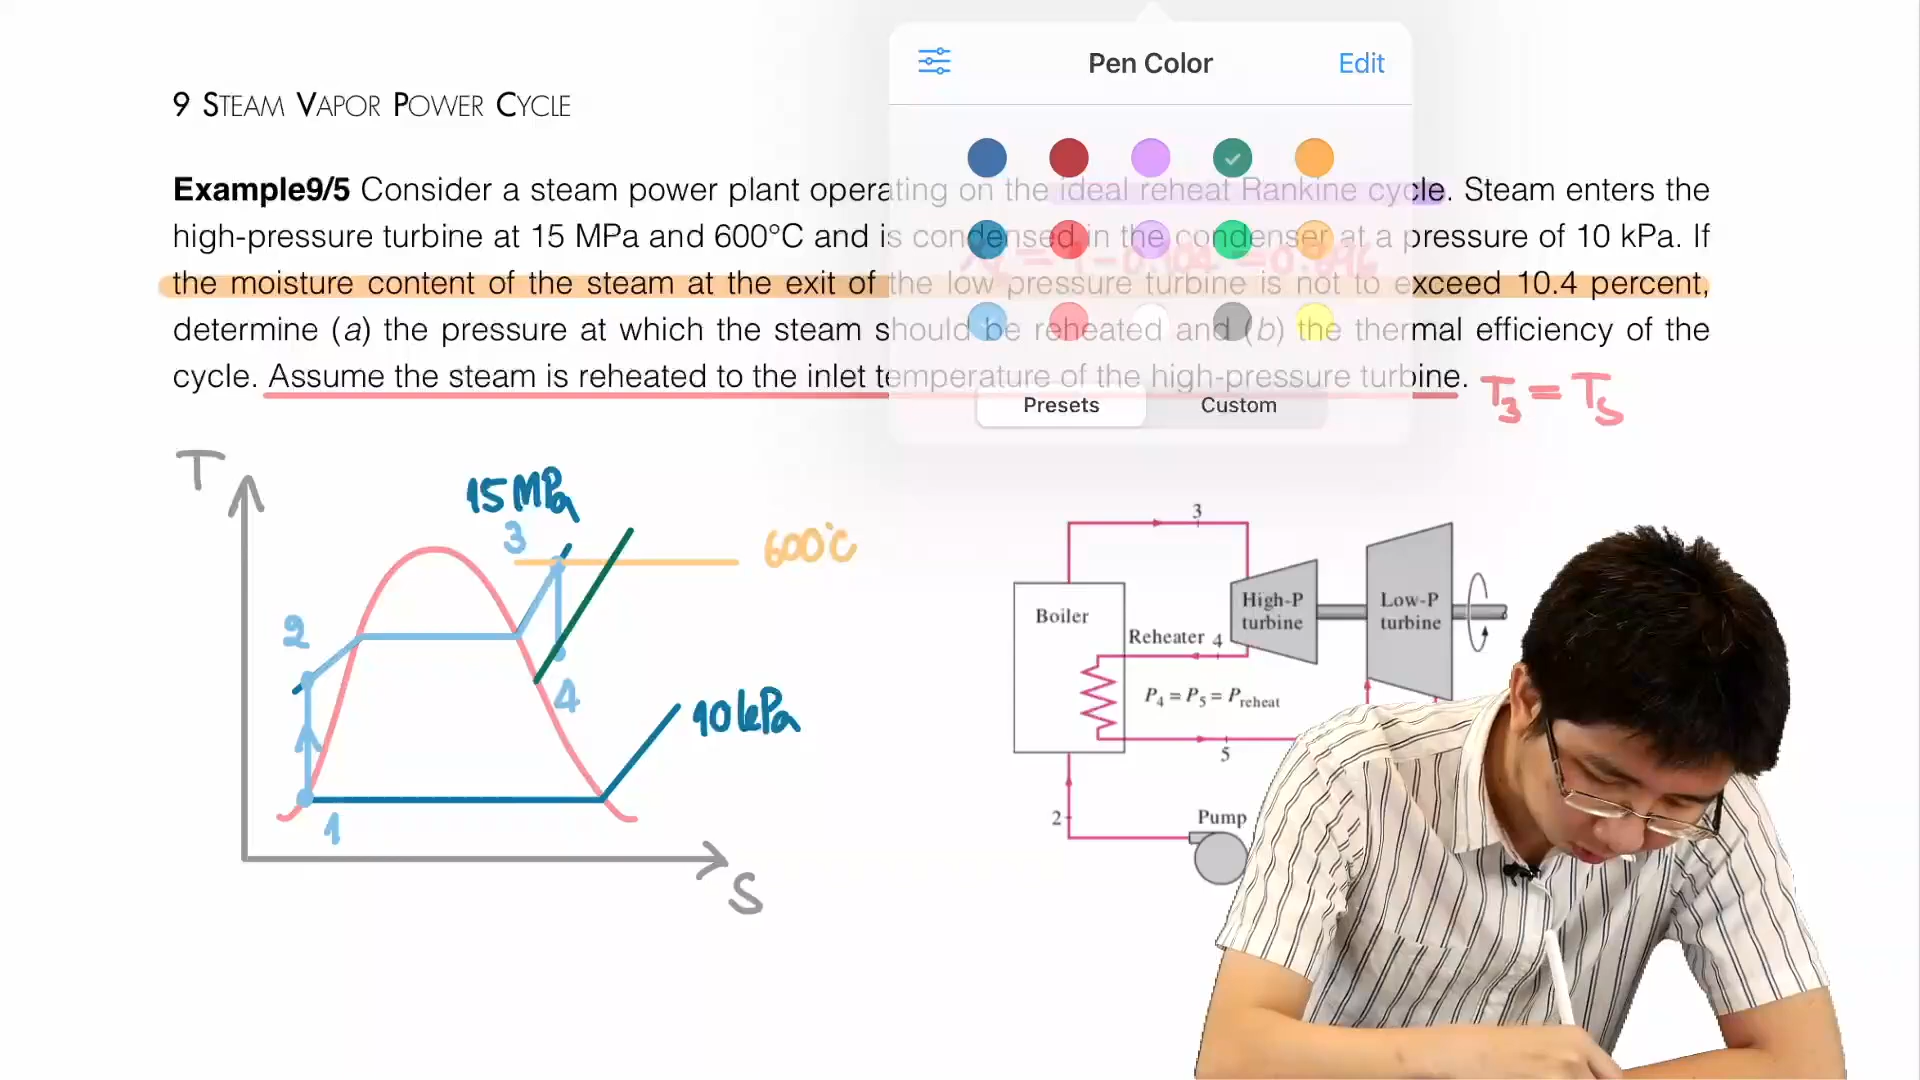 Pen Color
Edit
9 STEAM VAPOR POWER CYCLE
Example9/5 Consider a steam power plant operating on the ideal reheat Rankine cycle. Steam enters the
high-pressure turbine at 15 MPa and 600°C and is condensed in the condenser at a pressure of 10 kPa. If
= 1-0.104 = 0.896
the moisture content of the steam at the exit of the low pressure turbine is not to exceed 10.4 percent,
determine (a) the pressure at which the steam should be reheated and (b) the thermal efficiency of the
cycle. Assume the steam is reheated to the inlet temperature of the high-pressure turbine.
T3 = T5
Presets
Custom
T
15 MPa
3
600°C
2
4
10 kPa
1
S
3
Boiler
High-P
turbine
Low-P
turbine
Reheater 4
P4 = P5 = Preheat
5
2
Pump